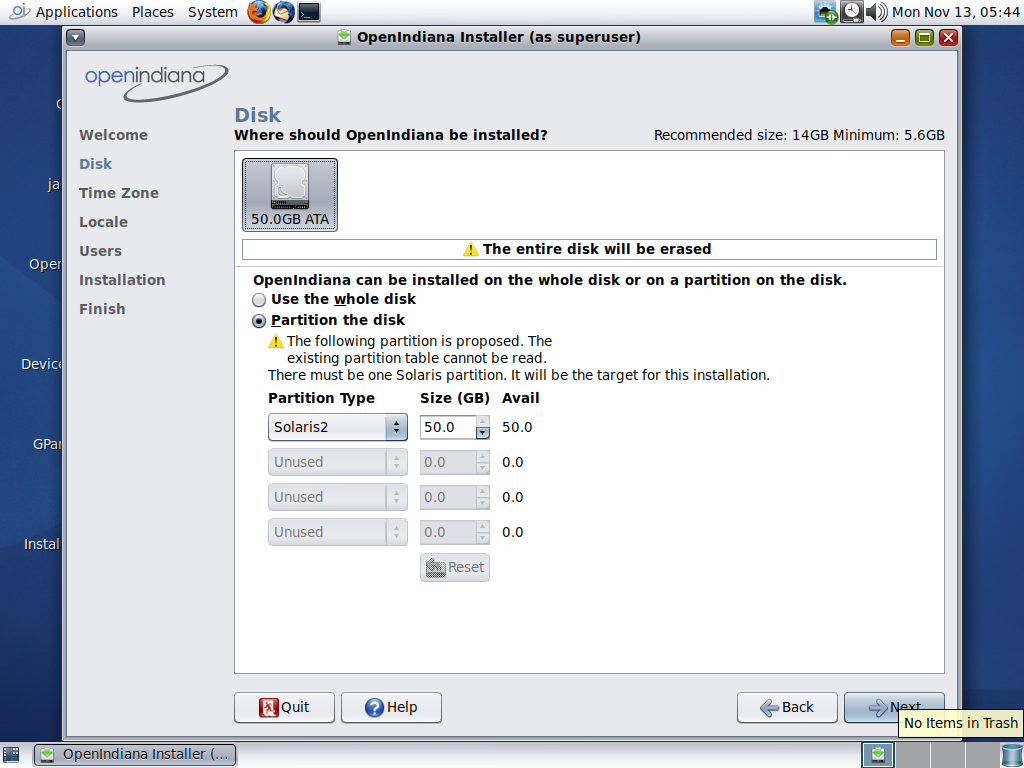 Applications Places System
Mon Nov 13, 05:44
OpenIndiana Installer (as superuser)
openindiana
Disk
Where should OpenIndiana be installed?
Recommended size: 14GB Minimum: 5.6GB
Welcome
Disk
Time Zone
Locale
Users
Installation
Finish
50.0GB ATA
The entire disk will be erased
OpenIndiana can be installed on the whole disk or on a partition on the disk.
Use the whole disk
Partition the disk
The following partition is proposed. The
existing partition table cannot be read.
There must be one Solaris partition. It will be the target for this installation.
Partition Type Size (GB) Avail
Solaris2 50.0 50.0
Unused 0.0 0.0
Unused 0.0 0.0
Unused 0.0 0.0
Reset
ja
Open
Device
GPar
Instal
Quit Help Back Next
No Items in Trash
OpenIndiana Installer (...